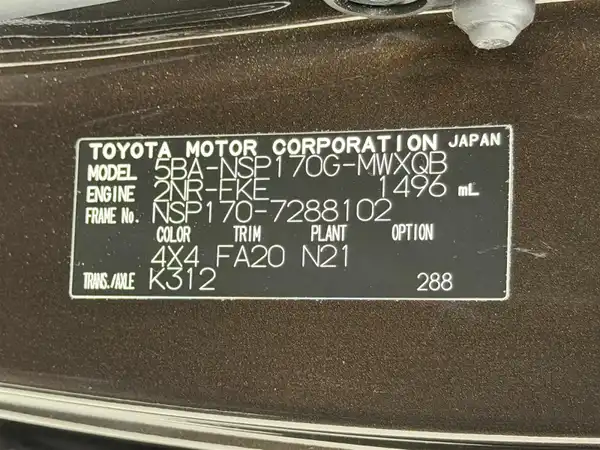 TOYOTA MOTOR CORPORATION JAPAN
MODEL 5BA-NSP170G-MWXQB
ENGINE 2NR-FKE 1496 mL
FRAME No. NSP170-7288102
COLOR TRIM PLANT OPTION
4X4 FA20 N21
TRANS./AXLE K312 288